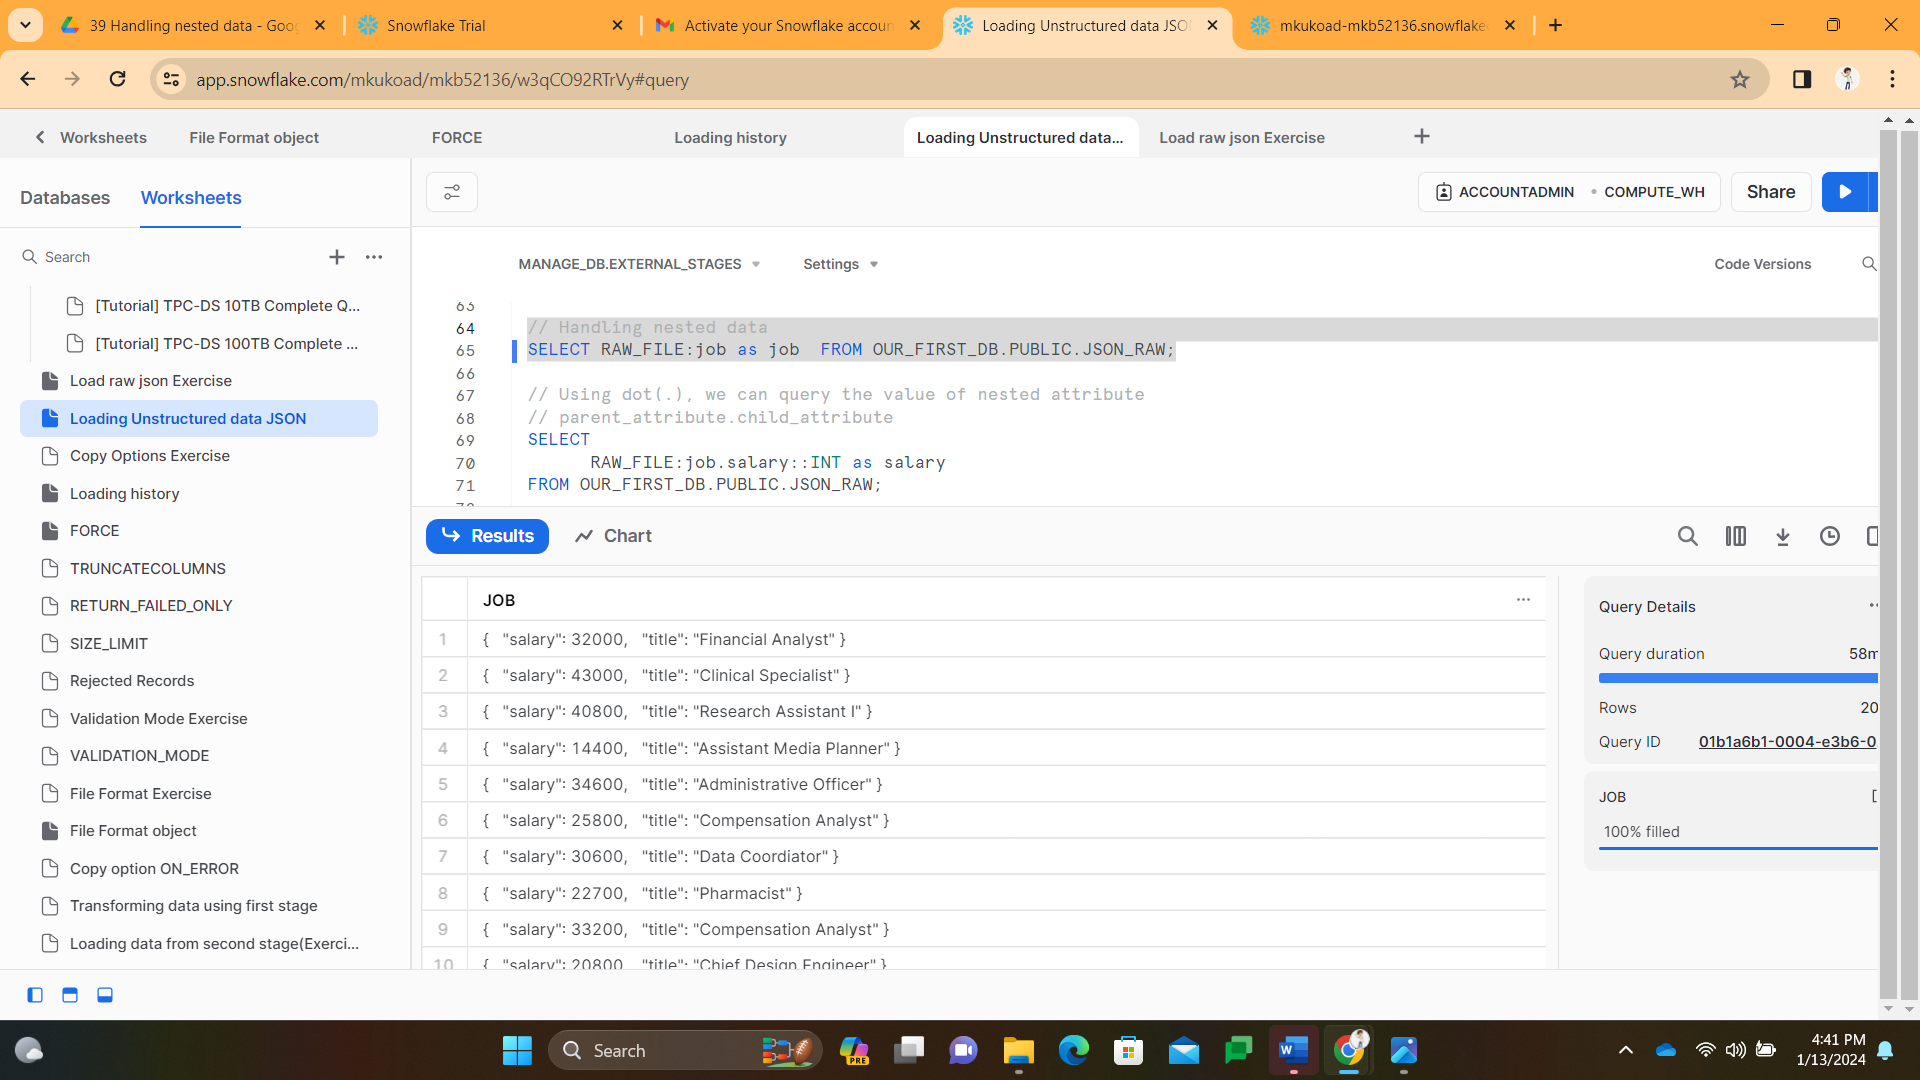 39 Handling nested data - Goo
Snowflake Trial
Activate your Snowflake accoun
Loading Unstructured data JSO
mkukoad-mkb52136.snowflake
app.snowflake.com/mkukoad/mkb52136/w3qCO92RTrVy#query
Worksheets
File Format object
FORCE
Loading history
Loading Unstructured data...
Load raw json Exercise
Databases
Worksheets
ACCOUNTADMIN
COMPUTE_WH
Share
Search
MANAGE_DB.EXTERNAL_STAGES
Settings
Code Versions
[Tutorial] TPC-DS 10TB Complete Q...
[Tutorial] TPC-DS 100TB Complete ...
Load raw json Exercise
Loading Unstructured data JSON
Copy Options Exercise
Loading history
FORCE
TRUNCATECOLUMNS
RETURN_FAILED_ONLY
SIZE_LIMIT
Rejected Records
Validation Mode Exercise
VALIDATION_MODE
File Format Exercise
File Format object
Copy option ON_ERROR
Transforming data using first stage
Loading data from second stage(Exerci...
63
64 // Handling nested data
65 SELECT RAW_FILE:job as job  FROM OUR_FIRST_DB.PUBLIC.JSON_RAW;
66
67 // Using dot(.), we can query the value of nested attribute
68 // parent_attribute.child_attribute
69 SELECT
70 RAW_FILE:job.salary::INT as salary
71 FROM OUR_FIRST_DB.PUBLIC.JSON_RAW;
Results
Chart
JOB
1 { "salary": 32000, "title": "Financial Analyst" }
2 { "salary": 43000, "title": "Clinical Specialist" }
3 { "salary": 40800, "title": "Research Assistant I" }
4 { "salary": 14400, "title": "Assistant Media Planner" }
5 { "salary": 34600, "title": "Administrative Officer" }
6 { "salary": 25800, "title": "Compensation Analyst" }
7 { "salary": 30600, "title": "Data Coordiator" }
8 { "salary": 22700, "title": "Pharmacist" }
9 { "salary": 33200, "title": "Compensation Analyst" }
10 { "salary": 20800, "title": "Chief Design Engineer" }
Query Details
Query duration 58m
Rows 20
Query ID 01b1a6b1-0004-e3b6-0
JOB
100% filled
Search
PRE
W
4:41 PM
1/13/2024